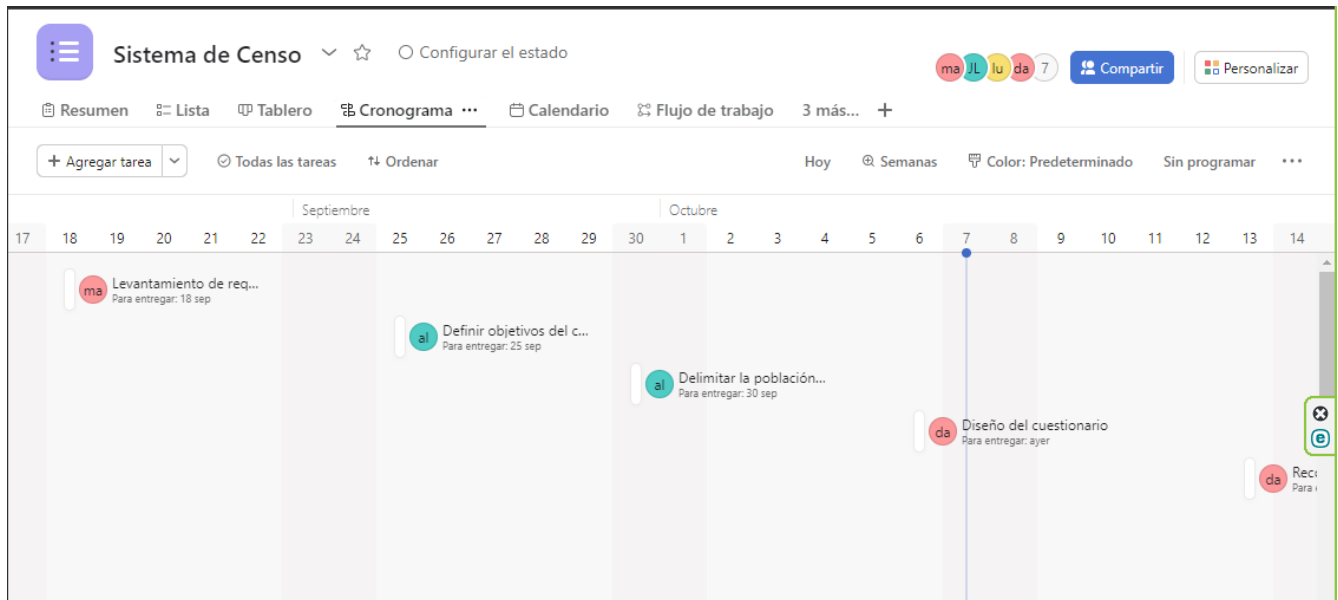 Sistema de Censo
Configurar el estado
ma JL lu da 7
Compartir
Personalizar
Resumen Lista Tablero Cronograma ... Calendario Flujo de trabajo 3 más... +
+ Agregar tarea
Todas las tareas
Ordenar
Hoy
Semanas
Color: Predeterminado
Sin programar
...
Septiembre Octubre
17 18 19 20 21 22 23 24 25 26 27 28 29 30 1 2 3 4 5 6 7 8 9 10 11 12 13 14
ma Levantamiento de req...
Para entregar: 18 sep
al Definir objetivos del c...
Para entregar: 25 sep
al Delimitar la población...
Para entregar: 30 sep
da Diseño del cuestionario
Para entregar: ayer
da
Para
e